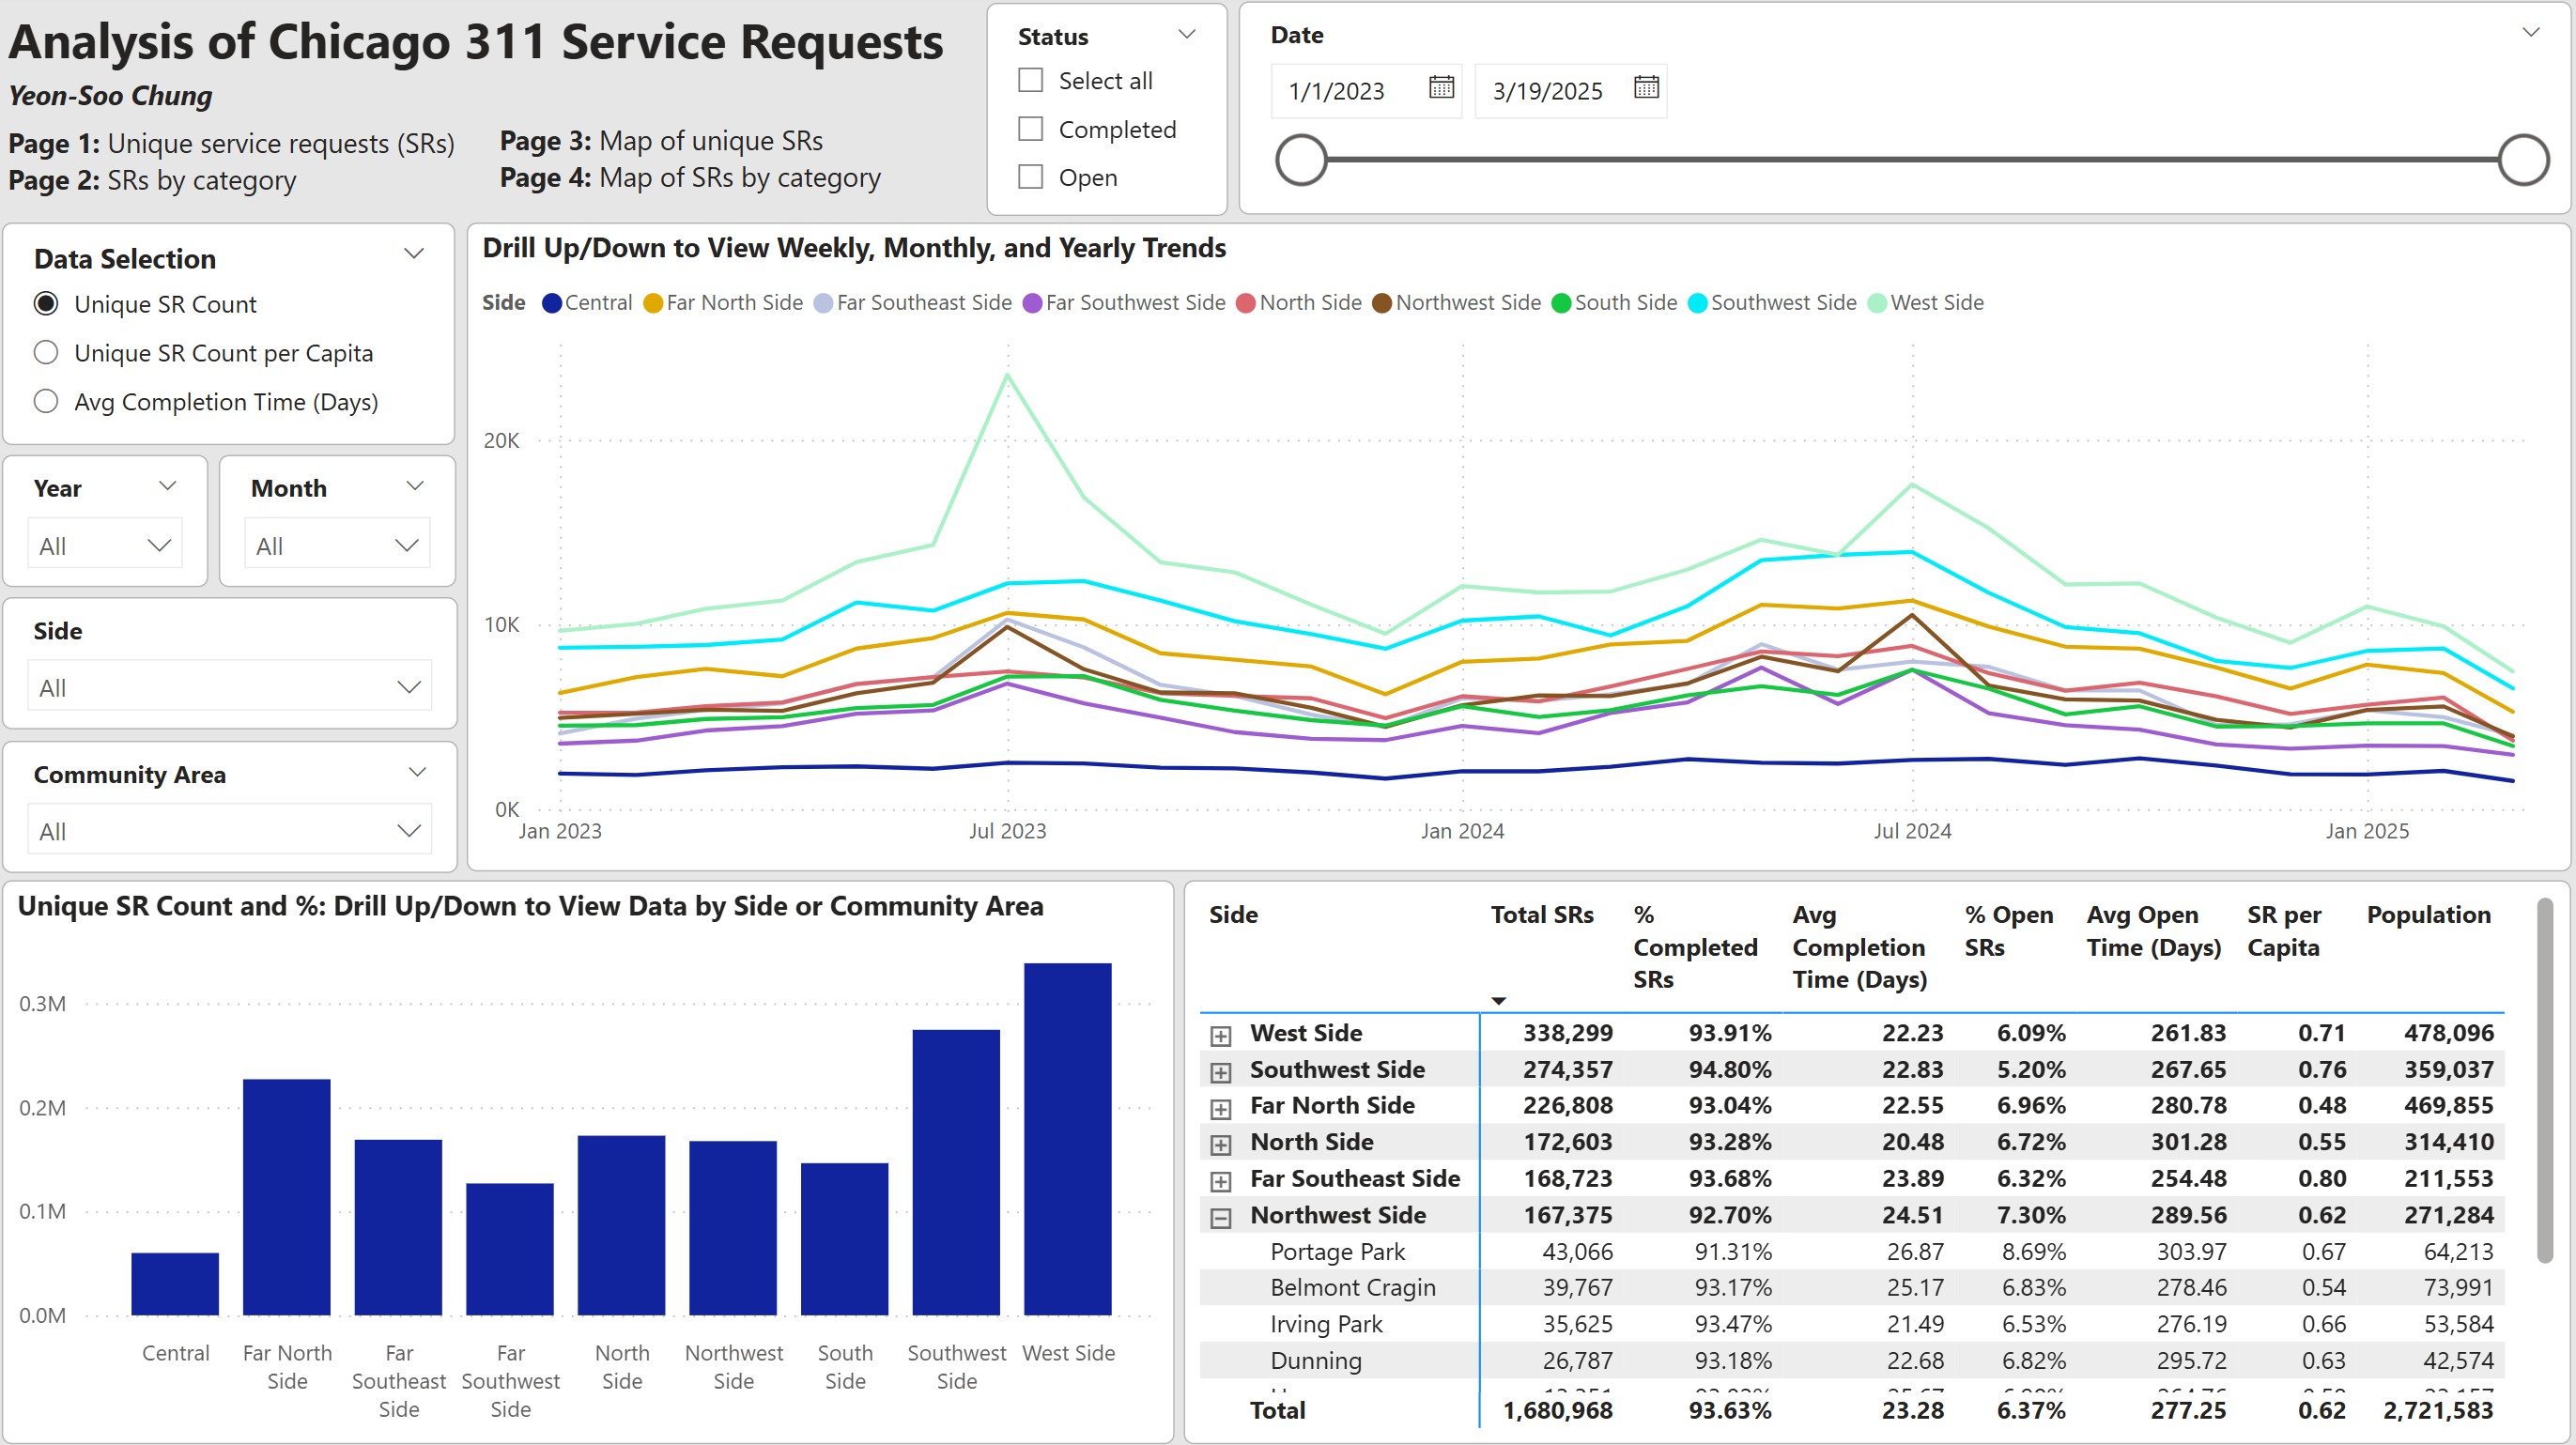 Analysis of Chicago 311 Service Requests
Yeon-Soo Chung
Page 1: Unique service requests (SRs)
Page 2: SRs by category
Page 3: Map of unique SRs
Page 4: Map of SRs by category
Status
Select all
Completed
Open
Date
1/1/2023
3/19/2025
Data Selection
Unique SR Count
Unique SR Count per Capita
Avg Completion Time (Days)
Year
All
Month
All
Side
All
Community Area
All
Drill Up/Down to View Weekly, Monthly, and Yearly Trends
Side Central Far North Side Far Southeast Side Far Southwest Side North Side Northwest Side South Side Southwest Side West Side
20K
10K
0K
Jan 2023 Jul 2023 Jan 2024 Jul 2024 Jan 2025
Unique SR Count and %: Drill Up/Down to View Data by Side or Community Area
0.3M
0.2M
0.1M
0.0M
Central
Far North
Side
Far
Southeast
Side
Far
Southwest
Side
North
Side
Northwest
Side
South
Side
Southwest
Side
West Side
Side
Total SRs
%
Completed
SRs
Avg
Completion
Time (Days)
% Open
SRs
Avg Open
Time (Days)
SR per
Capita
Population
West Side 338,299 93.91% 22.23 6.09% 261.83 0.71 478,096
Southwest Side 274,357 94.80% 22.83 5.20% 267.65 0.76 359,037
Far North Side 226,808 93.04% 22.55 6.96% 280.78 0.48 469,855
North Side 172,603 93.28% 20.48 6.72% 301.28 0.55 314,410
Far Southeast Side 168,723 93.68% 23.89 6.32% 254.48 0.80 211,553
Northwest Side 167,375 92.70% 24.51 7.30% 289.56 0.62 271,284
Portage Park 43,066 91.31% 26.87 8.69% 303.97 0.67 64,213
Belmont Cragin 39,767 93.17% 25.17 6.83% 278.46 0.54 73,991
Irving Park 35,625 93.47% 21.49 6.53% 276.19 0.66 53,584
Dunning 26,787 93.18% 22.68 6.82% 295.72 0.63 42,574
Total 1,680,968 93.63% 23.28 6.37% 277.25 0.62 2,721,583